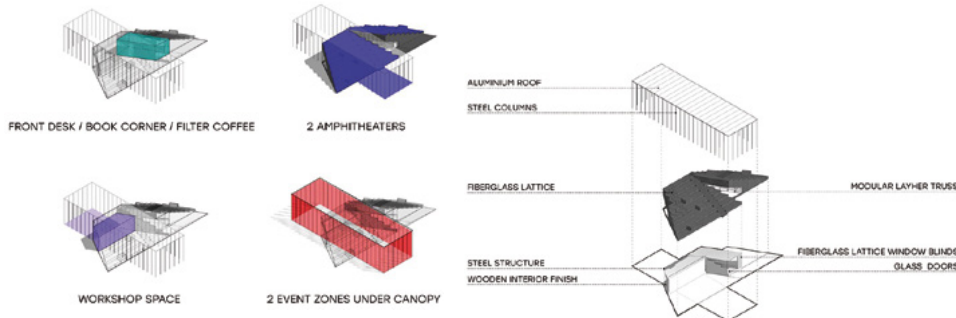 FRONT DESK / BOOK CORNER / FILTER COFFEE
2 AMPHITHEATERS
WORKSHOP SPACE
2 EVENT ZONES UNDER CANOPY
ALUMINIUM ROOF
STEEL COLUMNS
FIBERGLASS LATTICE
MODULAR LAYHER TRUSS
STEEL STRUCTURE
WOODEN INTERIOR FINISH
FIBERGLASS LATTICE WINDOW BLINDS
GLASS DOORS